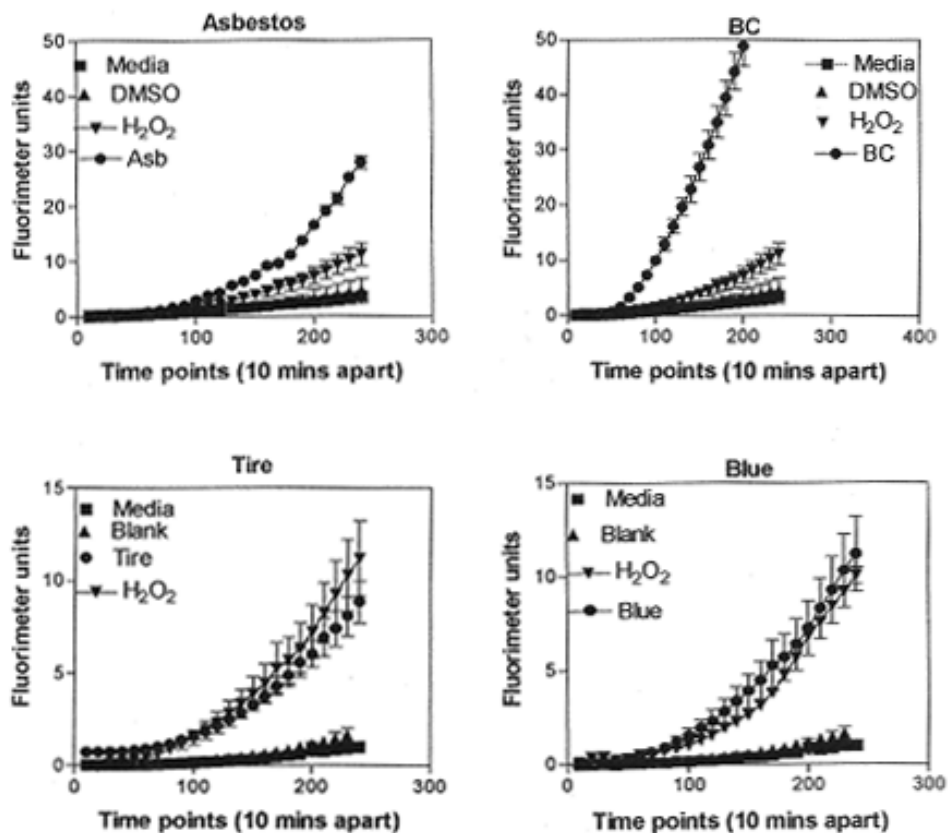 Asbestos
Fluorimeter units
50
40
30
20
10
0
Media
DMSO
H₂O₂
Asb
0 100 200 300
Time points (10 mins apart)
BC
Fluorimeter units
50
40
30
20
10
0
Media
DMSO
H₂O₂
BC
0 100 200 300 400
Time points (10 mins apart)
Tire
Fluorimeter units
15
10
5
0
Media
Blank
Tire
H₂O₂
0 100 200 300
Time points (10 mins apart)
Blue
Fluorimeter units
15
10
5
0
Media
Blank
H₂O₂
Blue
0 100 200 300
Time points (10 mins apart)